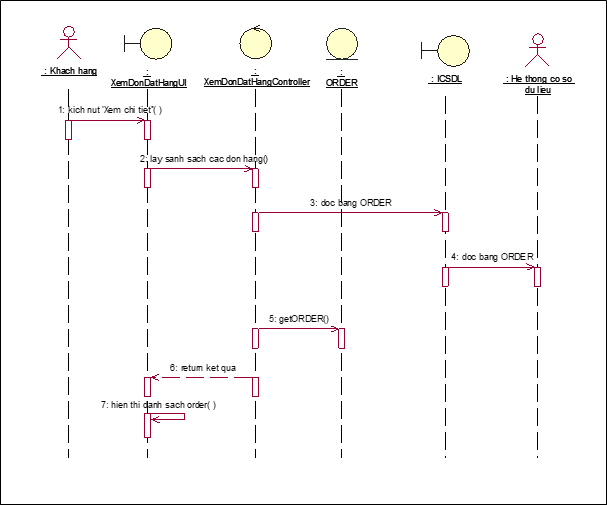 : Khach hang
:
XemDonDatHangUI
:
XemDonDatHangController
:
ORDER
: ICSDL
: He thong co so
du lieu
1: kich nut "Xem chi tiet"( )
2: lay sanh sach cac don hang()
3: doc bang ORDER
4: doc bang ORDER
5: getORDER()
6: return ket qua
7: hien thi danh sach order( )